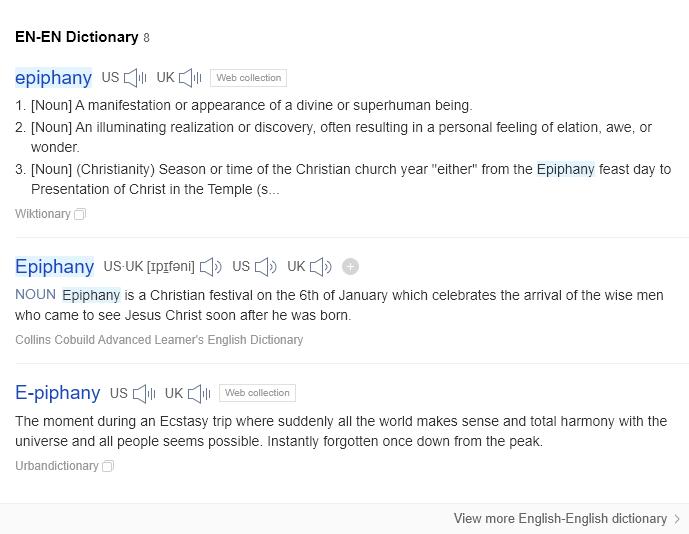 EN-EN Dictionary 8
epiphany US UK Web collection
1. [Noun] A manifestation or appearance of a divine or superhuman being.
2. [Noun] An illuminating realization or discovery, often resulting in a personal feeling of elation, awe, or
wonder.
3. [Noun] (Christianity) Season or time of the Christian church year "either" from the Epiphany feast day to
Presentation of Christ in the Temple (s...
Wiktionary
Epiphany US·UK [ɪpɪfəni] US UK
NOUN Epiphany is a Christian festival on the 6th of January which celebrates the arrival of the wise men
who came to see Jesus Christ soon after he was born.
Collins Cobuild Advanced Learner's English Dictionary
E-piphany US UK Web collection
The moment during an Ecstasy trip where suddenly all the world makes sense and total harmony with the
universe and all people seems possible. Instantly forgotten once down from the peak.
Urbandictionary
View more English-English dictionary